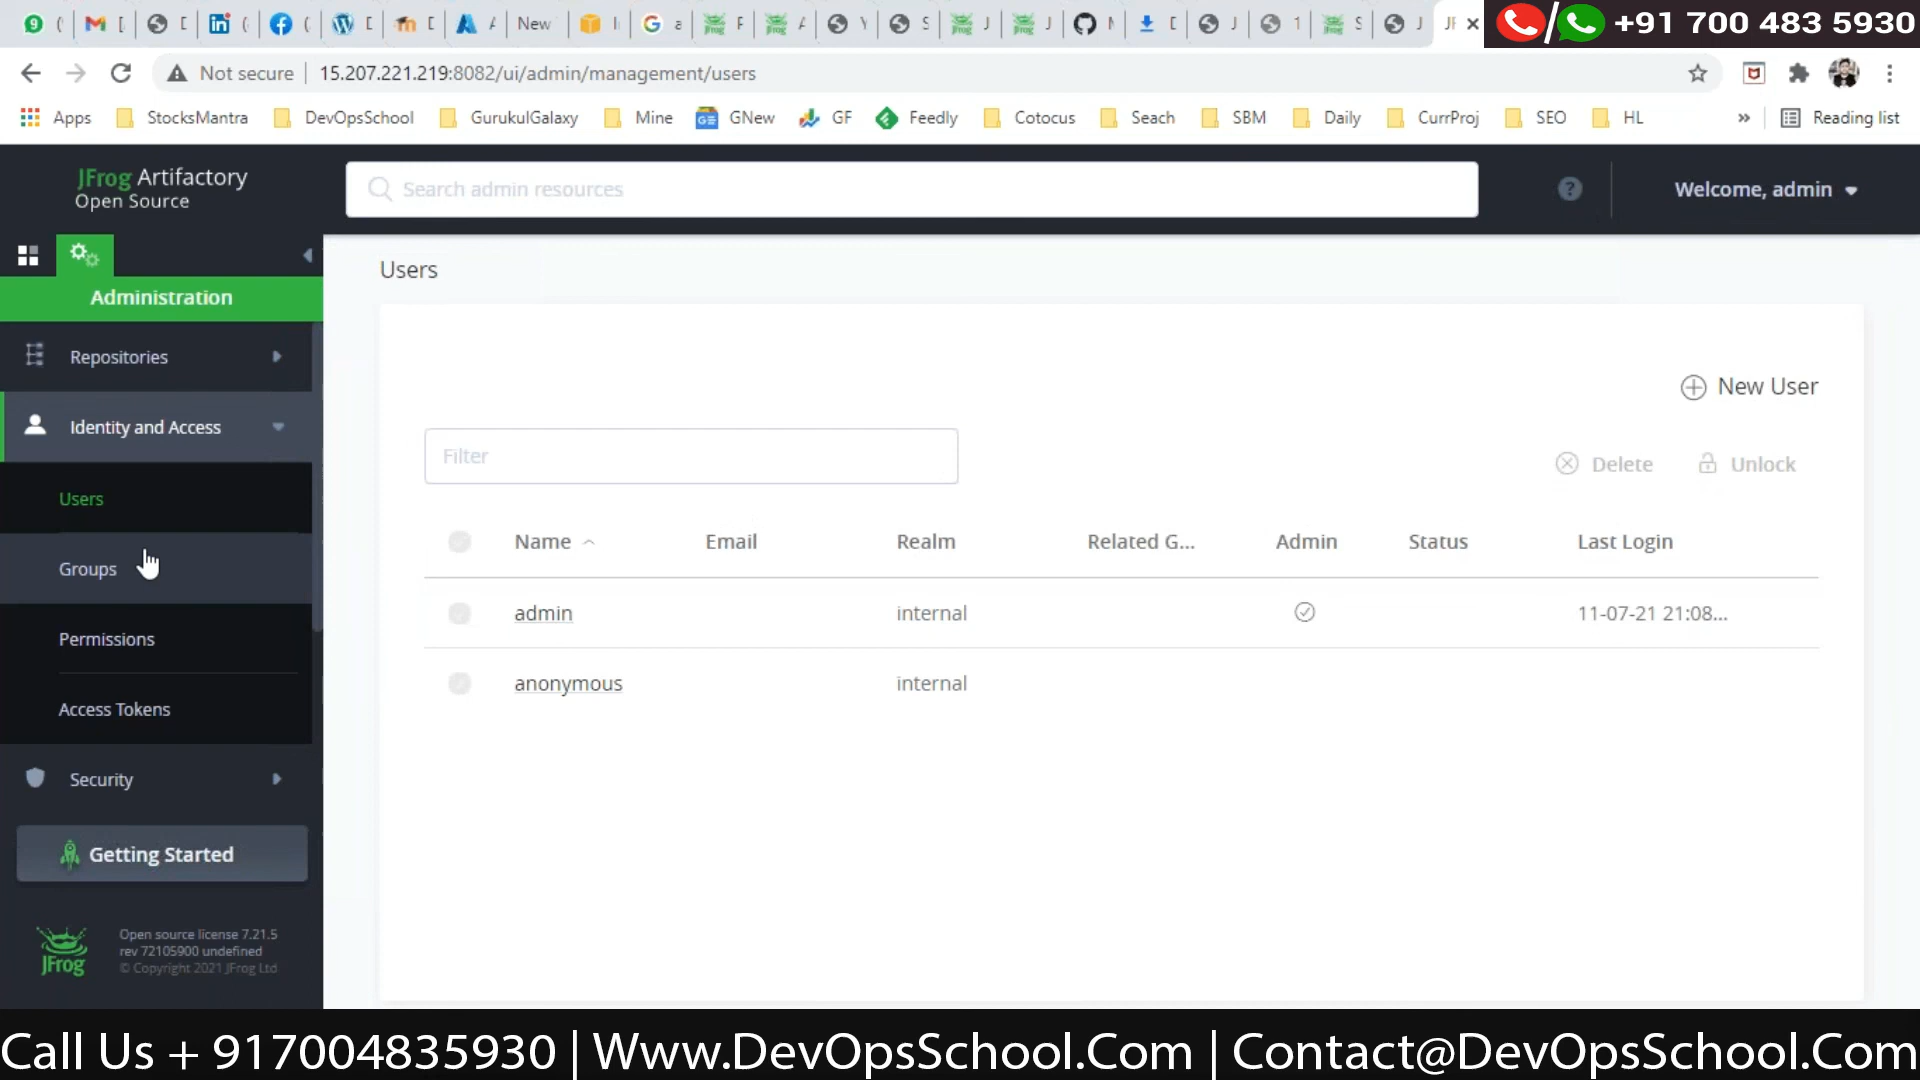 +91 700 483 5930
Not secure
15.207.221.219:8082/ui/admin/management/users
Apps
StocksMantra
DevOpsSchool
GurukulGalaxy
Mine
GNew
GF
Feedly
Cotocus
Seach
SBM
Daily
CurrProj
SEO
HL
»
Reading list
JFrog Artifactory
Open Source
Search admin resources
Welcome, admin
Administration
Repositories
Identity and Access
Users
Groups
Permissions
Access Tokens
Security
Getting Started
JFrog
Open source license 7.21.5
rev 72105900 undefined
© Copyright 2021 JFrog Ltd
Users
New User
Filter
Delete
Unlock
Name
Email
Realm
Related G...
Admin
Status
Last Login
admin
internal
11-07-21 21:08...
anonymous
internal
Call Us + 917004835930 | Www.DevOpsSchool.Com | Contact@DevOpsSchool.Com